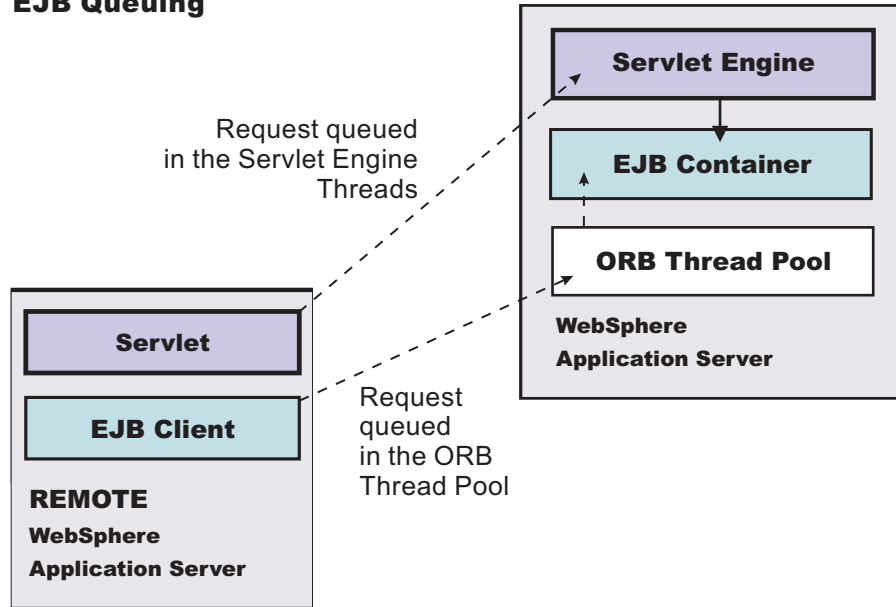 EJB Queuing
Servlet Engine
Request queued
in the Servlet Engine
Threads
EJB Container
ORB Thread Pool
WebSphere
Application Server
Servlet
EJB Client
Request
queued
in the ORB
Thread Pool
REMOTE
WebSphere
Application Server